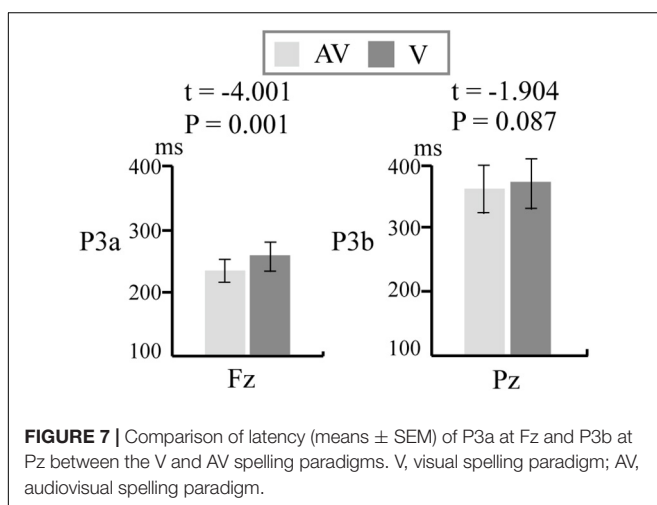 AV V
t = -4.001 t = -1.904
P = 0.001 P = 0.087
ms ms
400 400
300 300
P3a P3b
200 200
100 100
Fz Pz
FIGURE 7 | Comparison of latency (means ± SEM) of P3a at Fz and P3b at
Pz between the V and AV spelling paradigms. V, visual spelling paradigm; AV,
audiovisual spelling paradigm.